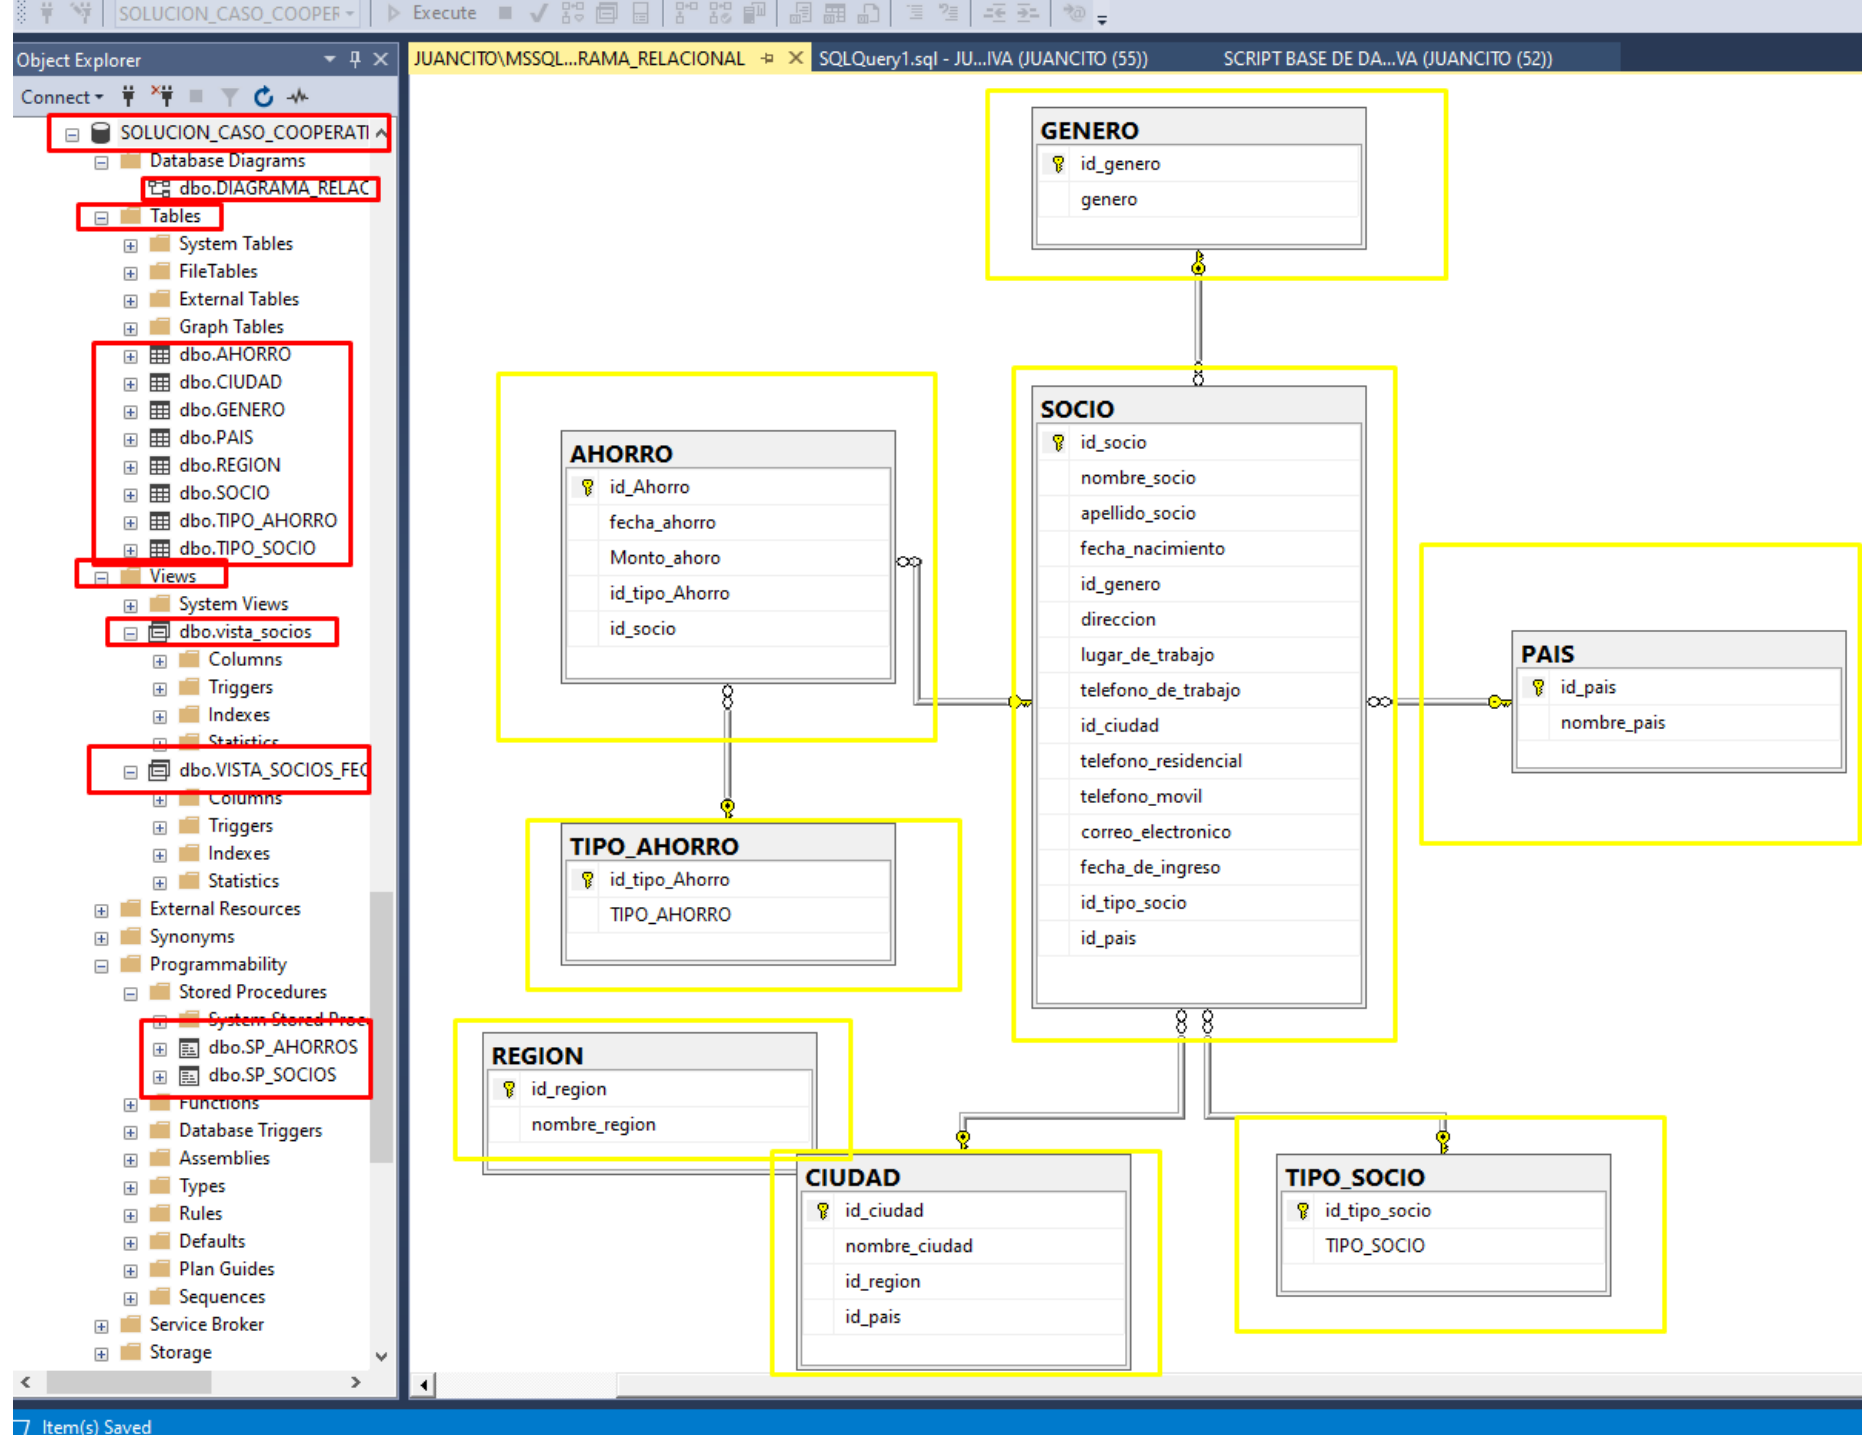 SOLUCION_CASO_COOPER
Execute
Object Explorer
Connect
SOLUCION_CASO_COOPERATI
Database Diagrams
dbo.DIAGRAMA_RELAC
Tables
System Tables
FileTables
External Tables
Graph Tables
dbo.AHORRO
dbo.CIUDAD
dbo.GENERO
dbo.PAIS
dbo.REGION
dbo.SOCIO
dbo.TIPO_AHORRO
dbo.TIPO_SOCIO
Views
System Views
dbo.vista_socios
Columns
Triggers
Indexes
Statistics
dbo.VISTA_SOCIOS_FEC
Columns
Triggers
Indexes
Statistics
External Resources
Synonyms
Programmability
Stored Procedures
System Stored Proc
dbo.SP_AHORROS
dbo.SP_SOCIOS
Functions
Database Triggers
Assemblies
Types
Rules
Defaults
Plan Guides
Sequences
Service Broker
Storage
JUANCITO\MSSQL...RAMA_RELACIONAL
SQLQuery1.sql - JU...IVA (JUANCITO (55))
SCRIPT BASE DE DA...VA (JUANCITO (52))
GENERO
id_genero
genero
AHORRO
id_Ahorro
fecha_ahorro
Monto_ahoro
id_tipo_Ahorro
id_socio
SOCIO
id_socio
nombre_socio
apellido_socio
fecha_nacimiento
id_genero
direccion
lugar_de_trabajo
telefono_de_trabajo
id_ciudad
telefono_residencial
telefono_movil
correo_electronico
fecha_de_ingreso
id_tipo_socio
id_pais
PAIS
id_pais
nombre_pais
TIPO_AHORRO
id_tipo_Ahorro
TIPO_AHORRO
REGION
id_region
nombre_region
CIUDAD
id_ciudad
nombre_ciudad
id_region
id_pais
TIPO_SOCIO
id_tipo_socio
TIPO_SOCIO
Item(s) Saved